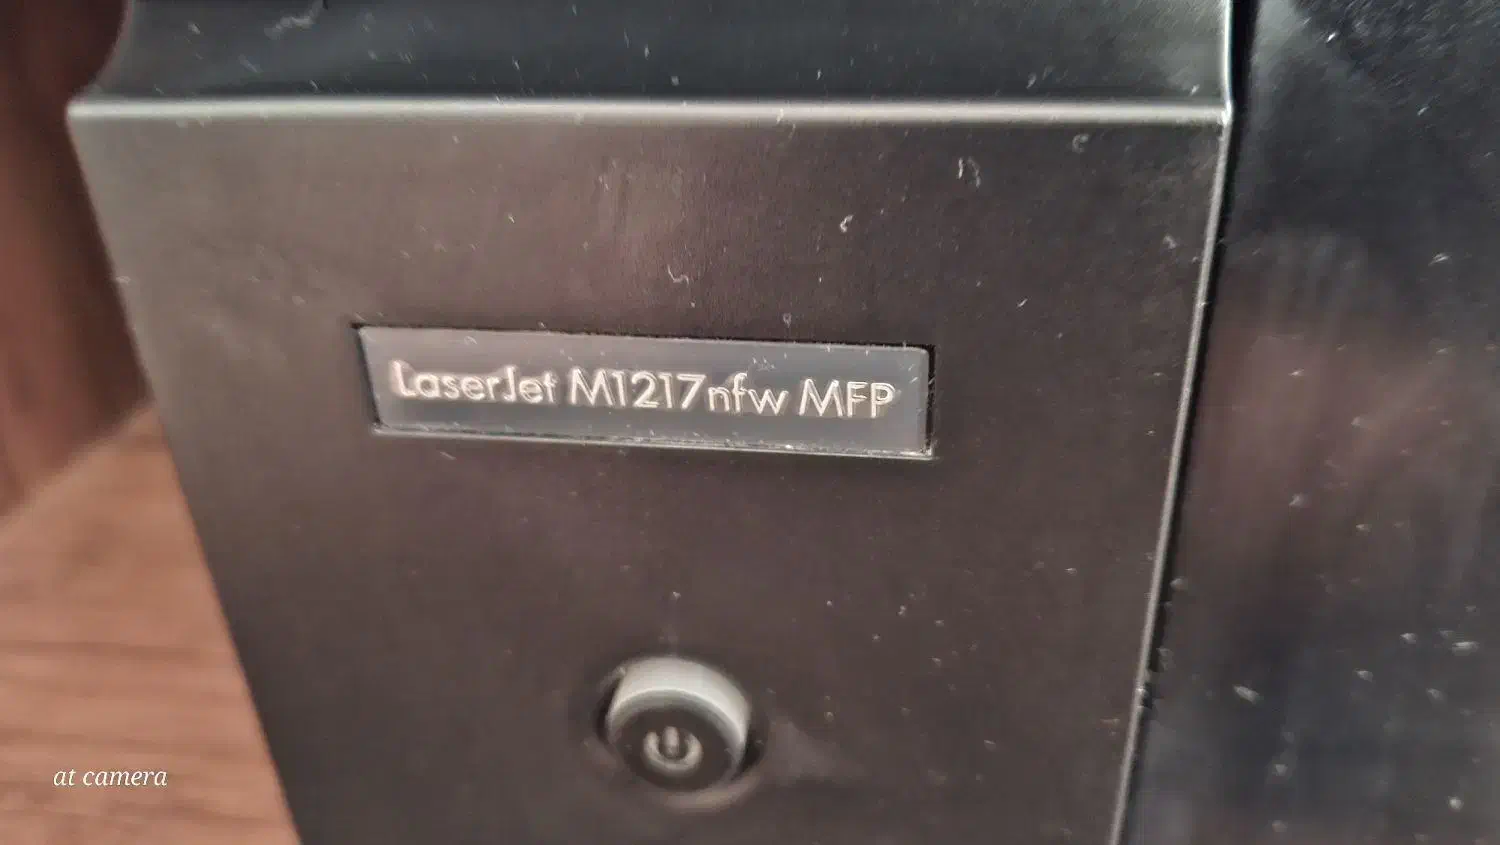 LaserJet M1217nfw MFP
at camera